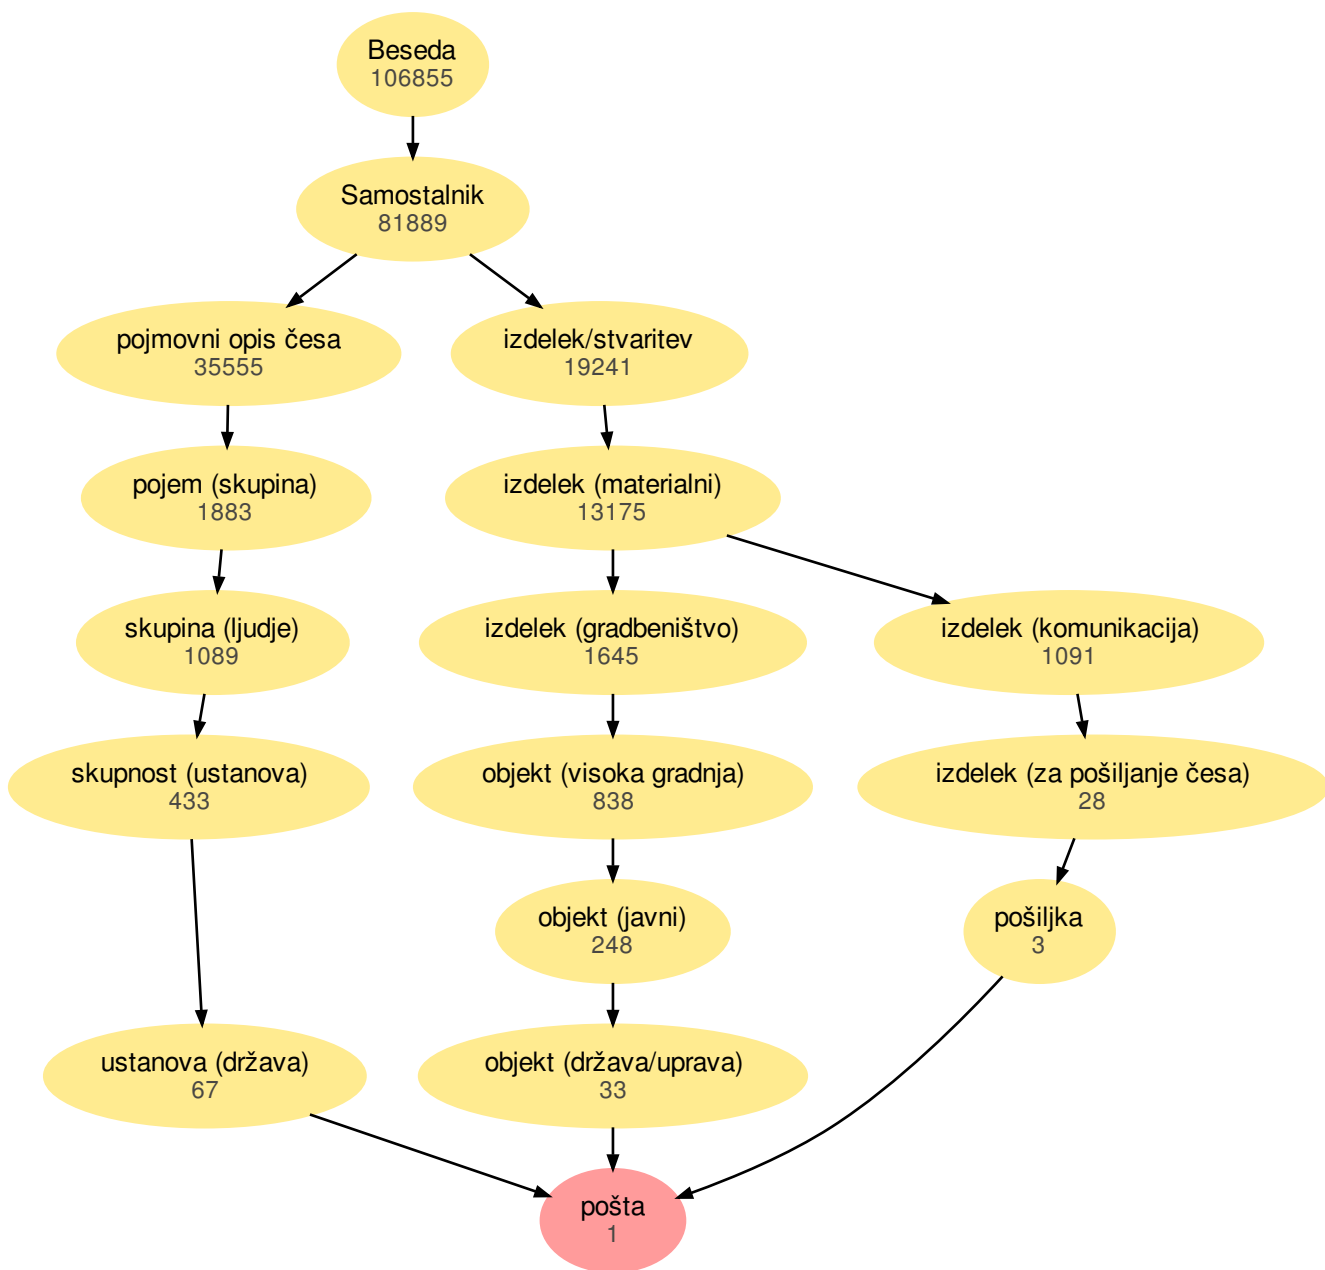 Beseda
106855
Samostalnik
81889
pojmovni opis česa
35555
izdelek/stvaritev
19241
pojem (skupina)
1883
izdelek (materialni)
13175
skupina (ljudje)
1089
izdelek (gradbeništvo)
1645
izdelek (komunikacija)
1091
skupnost (ustanova)
433
objekt (visoka gradnja)
838
izdelek (za pošiljanje česa)
28
objekt (javni)
248
pošiljka
3
ustanova (država)
67
objekt (država/uprava)
33
pošta
1